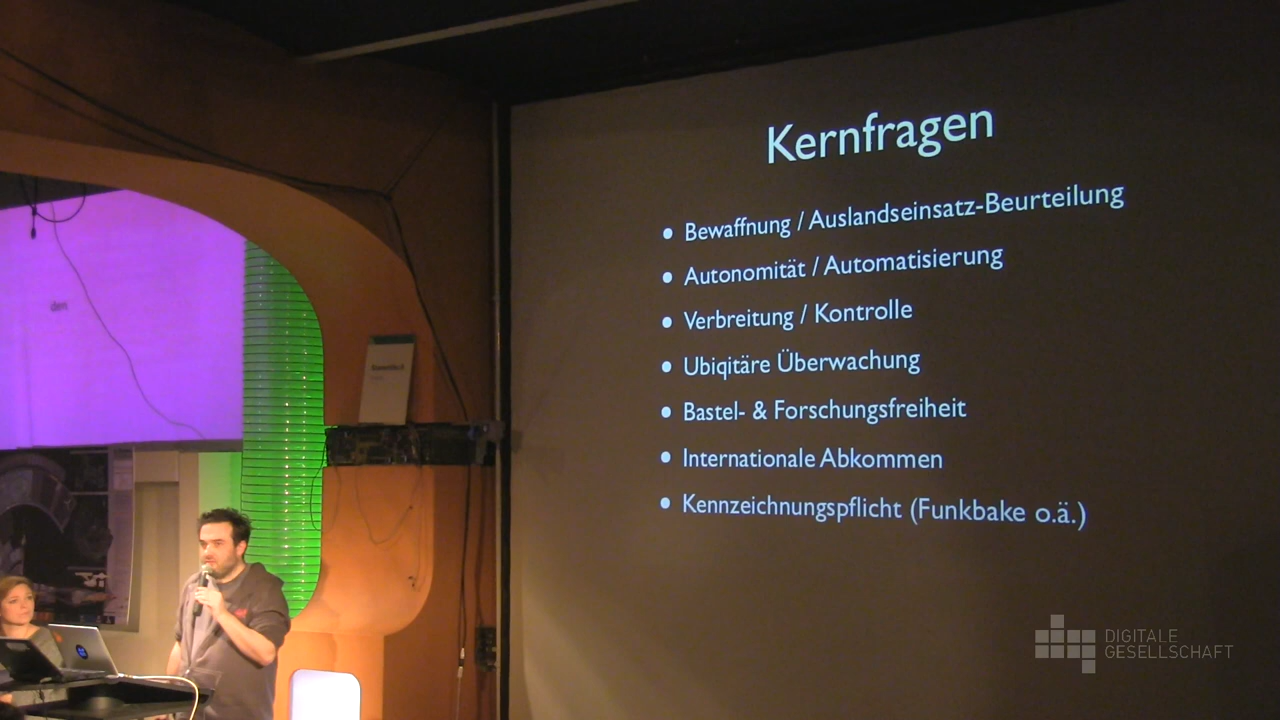 Kernfragen
Bewaffnung / Auslandseinsatz-Beurteilung
Autonomität / Automatisierung
Verbreitung / Kontrolle
Ubiqitäre Überwachung
Bastel- & Forschungsfreiheit
Internationale Abkommen
Kennzeichnungspflicht (Funkbake o.ä.)
DIGITALE
GESELLSCHAFT